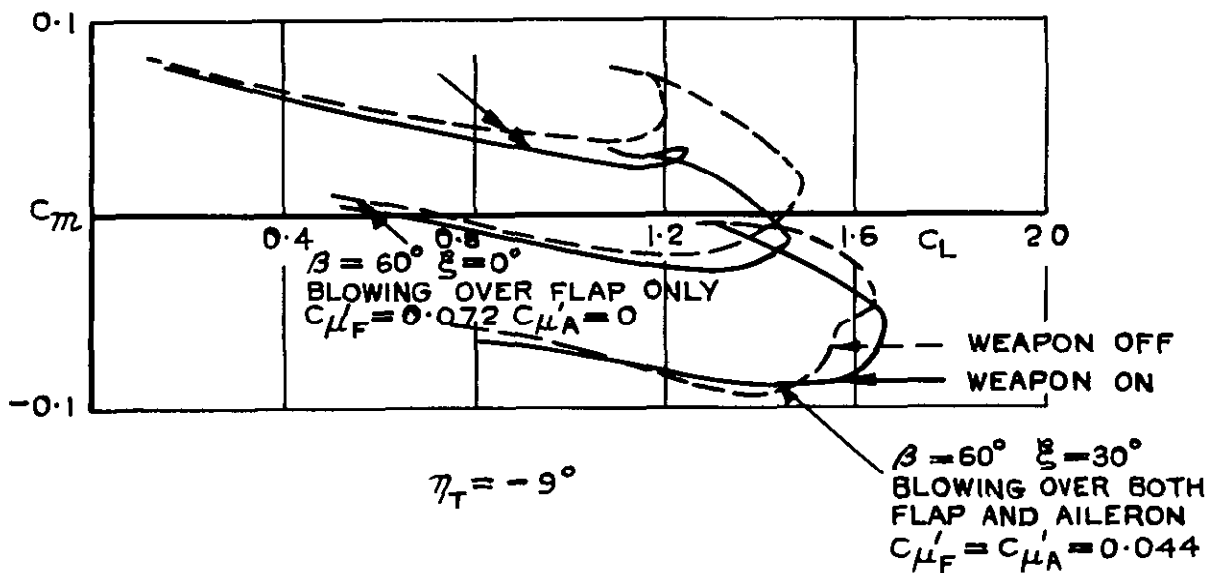 0·1
Cm
0·4
0·8
1·2
1·6
CL
2·0
β = 60° ξ = 0°
BLOWING OVER FLAP ONLY
Cμ'F = 0·072 Cμ'A = 0
WEAPON OFF
WEAPON ON
-0·1
ηT = -9°
β = 60° ξ = 30°
BLOWING OVER BOTH
FLAP AND AILERON
Cμ'F = Cμ'A = 0·044